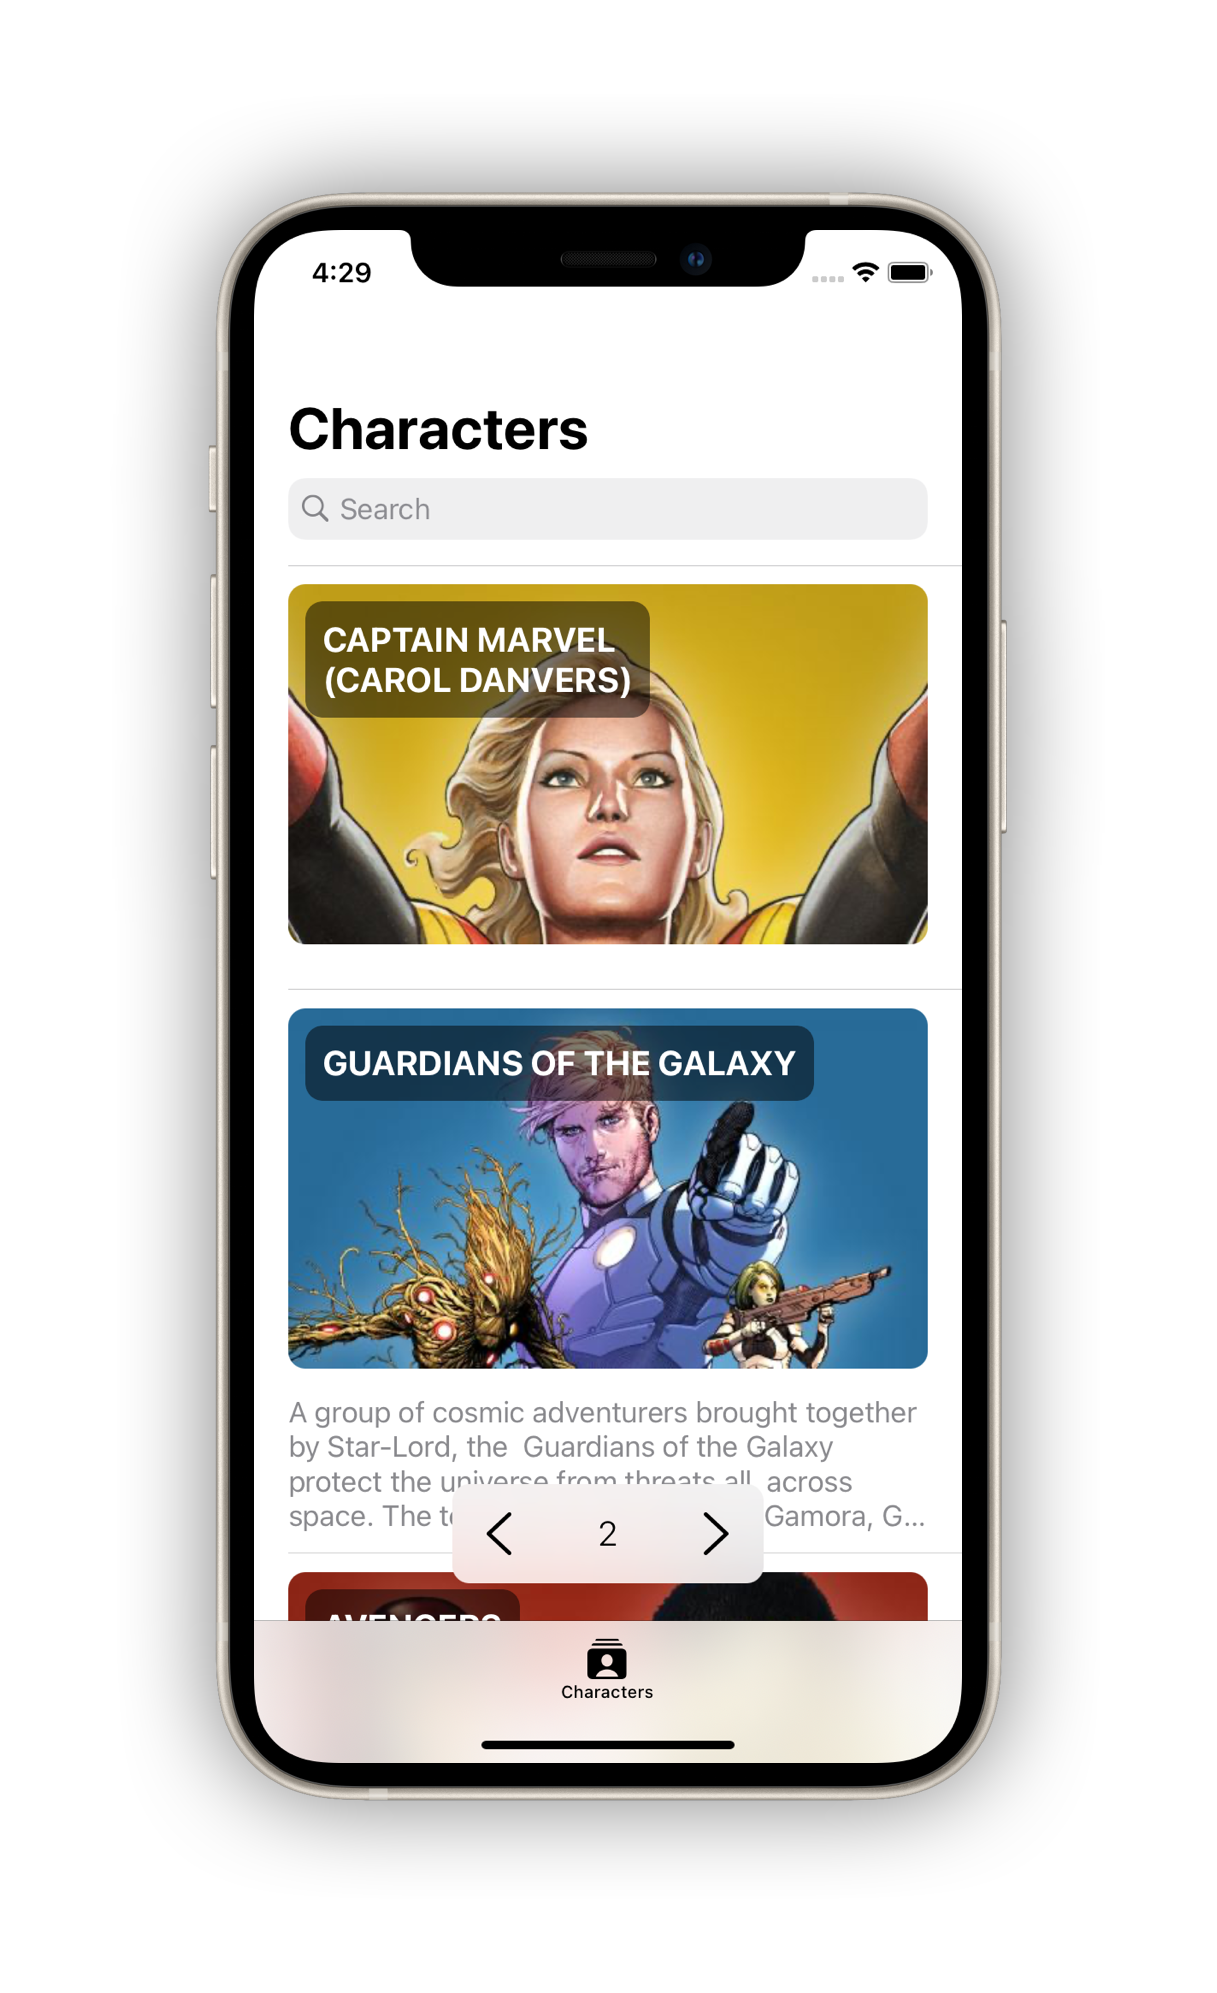 4:29
Characters
Search
CAPTAIN MARVEL
(CAROL DANVERS)
GUARDIANS OF THE GALAXY
A group of cosmic adventurers brought together
by Star-Lord, the Guardians of the Galaxy
protect the universe from threats all across
space. The Gamora, G...
2
AVENGERS
Characters